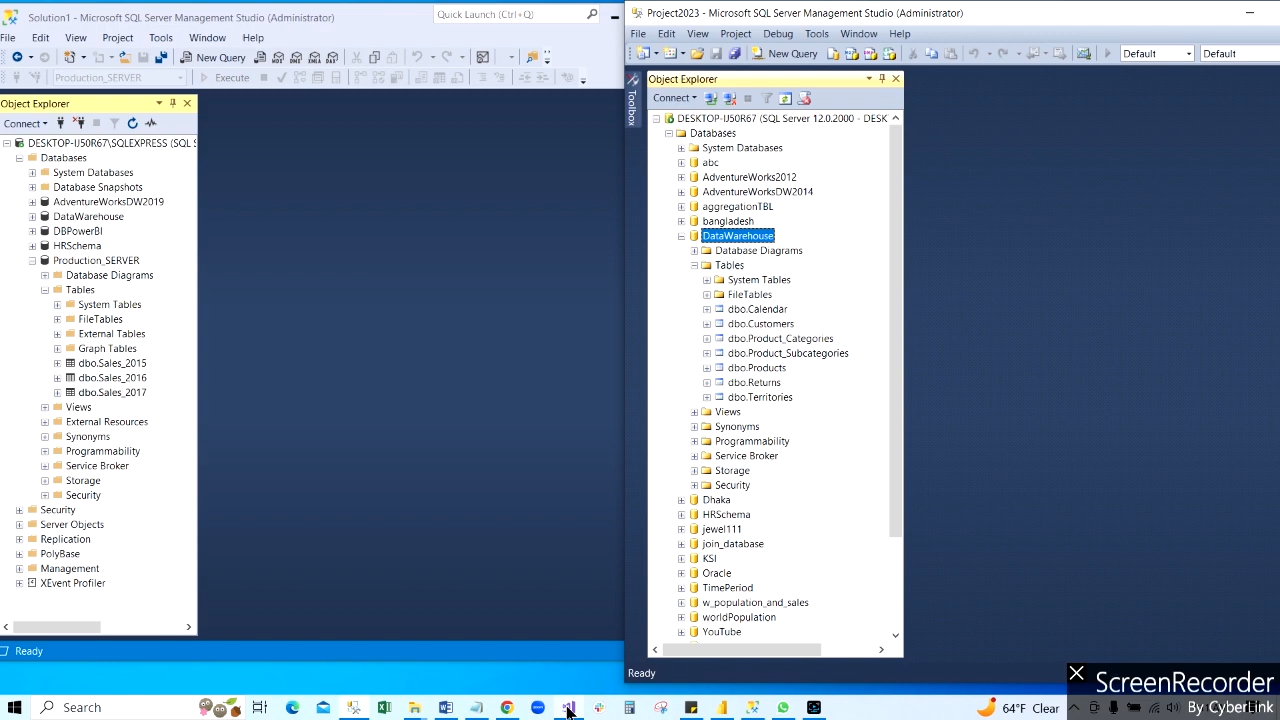 Solution1 - Microsoft SQL Server Management Studio (Administrator)
Quick Launch (Ctrl+Q)
File Edit View Project Tools Window Help
New Query
Production_SERVER
Execute
Object Explorer
Connect
DESKTOP-IJ50R67\SQLEXPRESS (SQL S
Databases
System Databases
Database Snapshots
AdventureWorksDW2019
DataWarehouse
DBPowerBI
HRSchema
Production_SERVER
Database Diagrams
Tables
System Tables
FileTables
External Tables
Graph Tables
dbo.Sales_2015
dbo.Sales_2016
dbo.Sales_2017
Views
External Resources
Synonyms
Programmability
Service Broker
Storage
Security
Security
Server Objects
Replication
PolyBase
Management
XEvent Profiler
Ready
Project2023 - Microsoft SQL Server Management Studio (Administrator)
File Edit View Project Debug Tools Window Help
New Query
Default
Default
Toolbox
Object Explorer
Connect
DESKTOP-IJ50R67 (SQL Server 12.0.2000 - DESK
Databases
System Databases
abc
AdventureWorks2012
AdventureWorksDW2014
aggregationTBL
bangladesh
DataWarehouse
Database Diagrams
Tables
System Tables
FileTables
dbo.Calendar
dbo.Customers
dbo.Product_Categories
dbo.Product_Subcategories
dbo.Products
dbo.Returns
dbo.Territories
Views
Synonyms
Programmability
Service Broker
Storage
Security
Dhaka
HRSchema
jewel111
join_database
KSI
Oracle
TimePeriod
w_population_and_sales
worldPopulation
YouTube
Ready
ScreenRecorder
By CyberLink
Search
64°F Clear